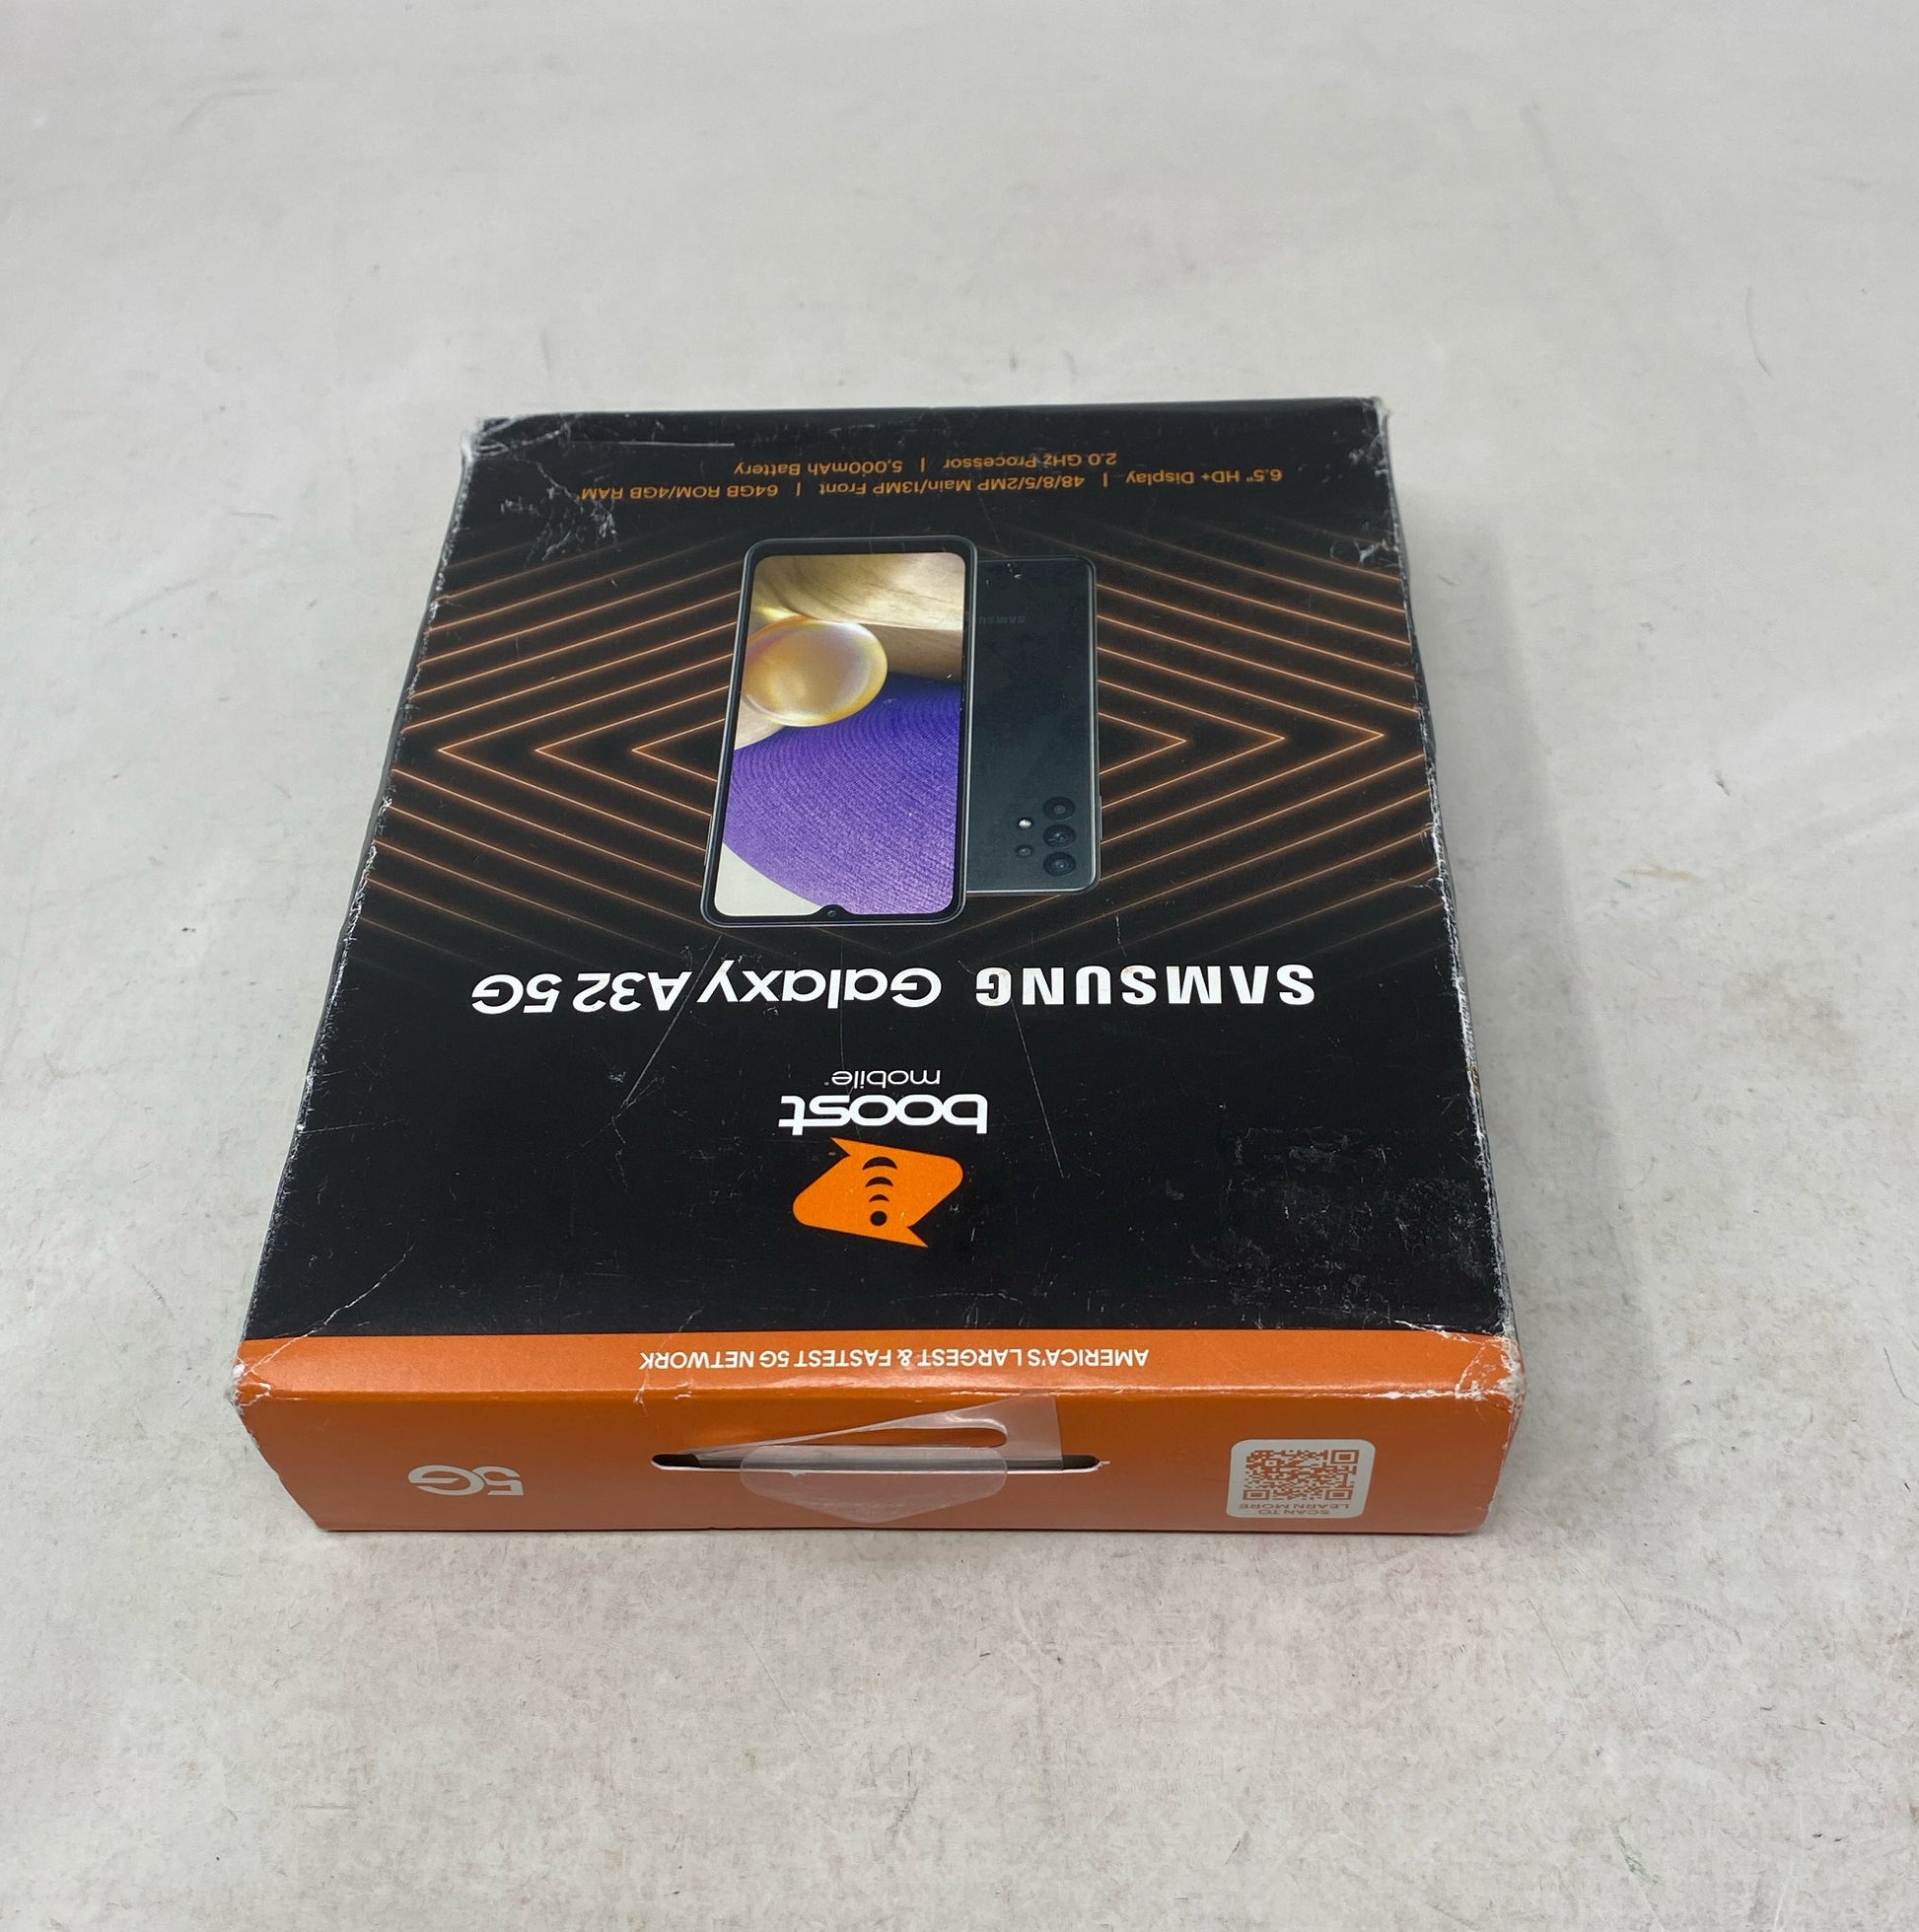 SCAN TO
LEARN MORE
5G
AMERICA'S LARGEST & FASTEST 5G NETWORK
boost
mobile
SAMSUNG Galaxy A32 5G
SAMSUNG
6.5" HD+ Display | 48/8/5/2MP Main/13MP Front | 64GB ROM/4GB RAM
2.0 GHz Processor | 5,000mAh Battery